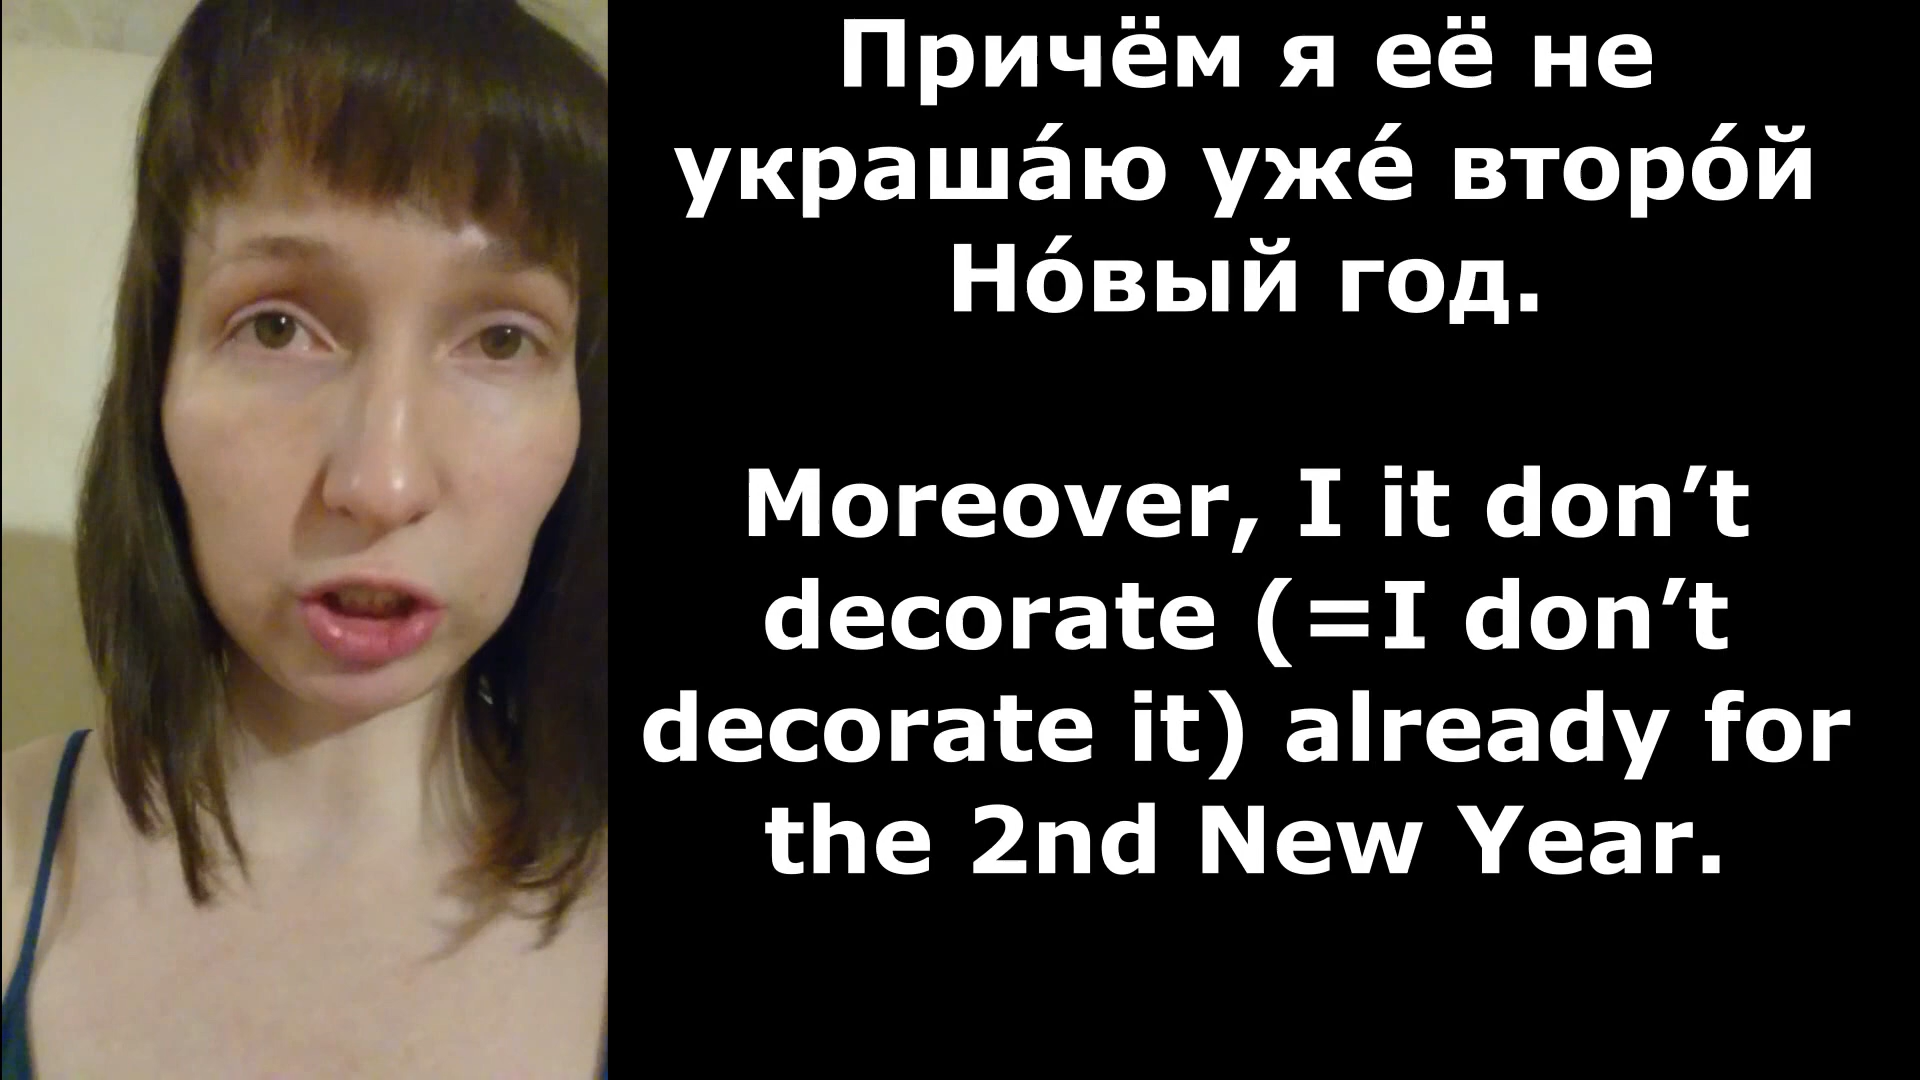 Причём я её не
украша́ю уже́ второ́й
Но́вый год.
Moreover, I it don’t
decorate (=I don’t
decorate it) already for
the 2nd New Year.